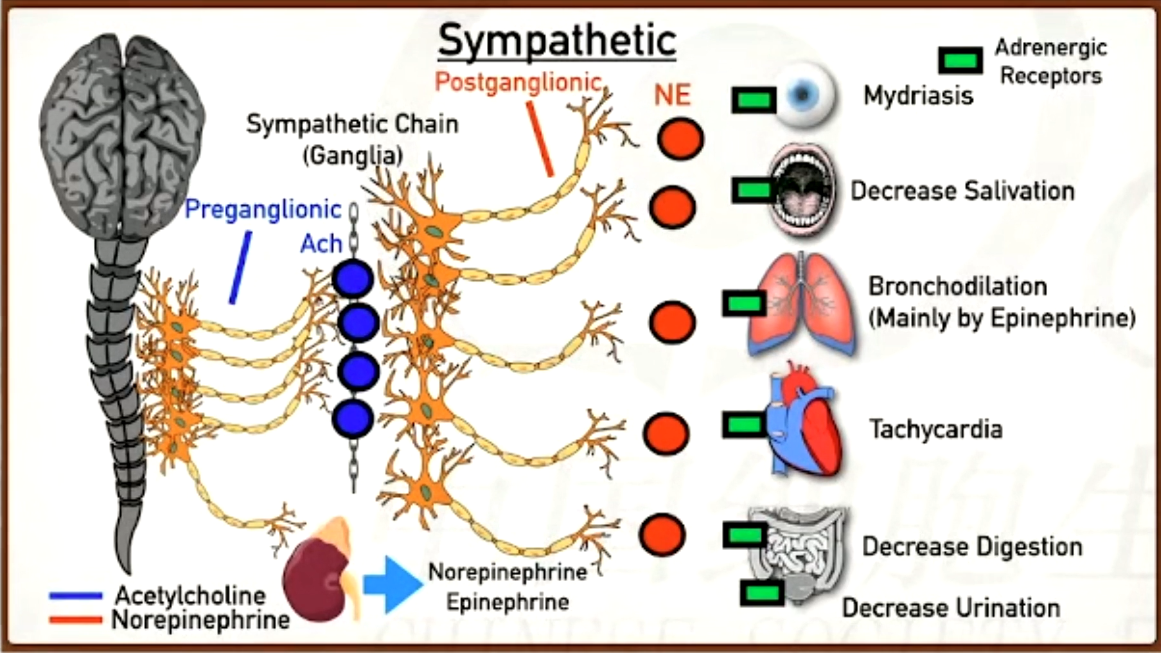 Sympathetic
Postganglionic
NE
Adrenergic
Receptors
Mydriasis
Sympathetic Chain
(Ganglia)
Preganglionic
Ach
Decrease Salivation
Bronchodilation
(Mainly by Epinephrine)
Tachycardia
Decrease Digestion
Decrease Urination
Norepinephrine
Epinephrine
Acetylcholine
Norepinephrine